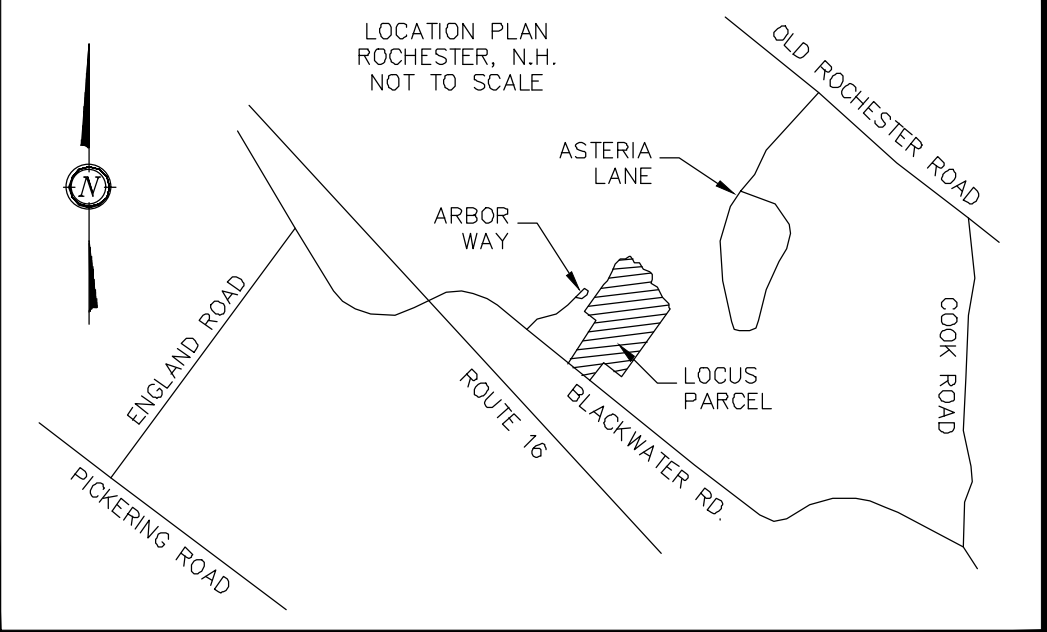 LOCATION PLAN
ROCHESTER, N.H.
NOT TO SCALE
OLD ROCHESTER ROAD
ASTERIA
LANE
N
ARBOR
WAY
ENGLAND ROAD
COOK ROAD
LOCUS
PARCEL
ROUTE 16
BLACKWATER RD.
PICKERING ROAD